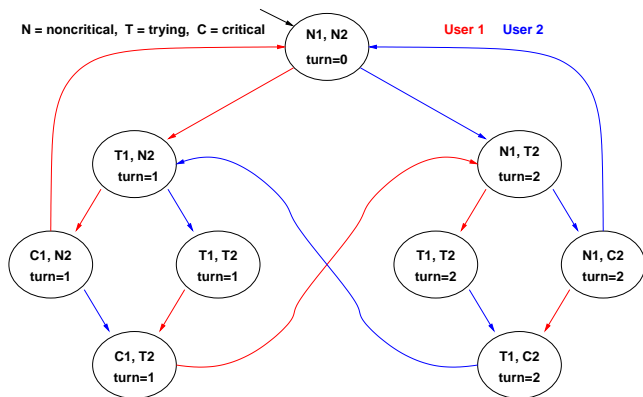 N = noncritical, T = trying, C = critical
User 1 User 2
N1, N2
turn=0
T1, N2
turn=1
N1, T2
turn=2
C1, N2
turn=1
T1, T2
turn=1
T1, T2
turn=2
N1, C2
turn=2
C1, T2
turn=1
T1, C2
turn=2